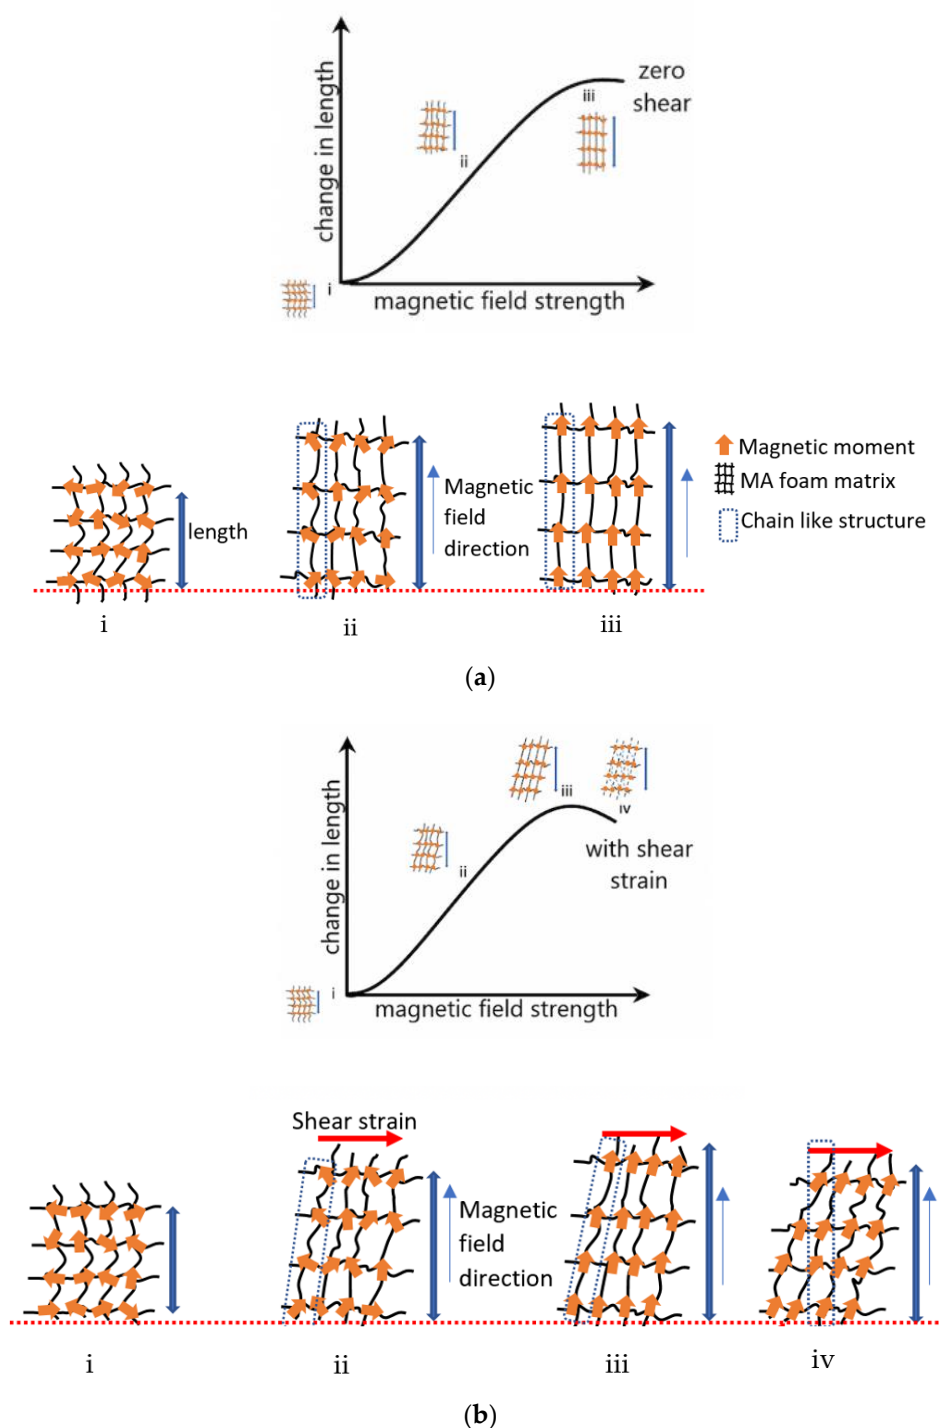 change in length
zero
shear
iii
ii
i
magnetic field strength
length
Magnetic
field
direction
Magnetic moment
MA foam matrix
Chain like structure
i
ii
iii
(a)
change in length
iii
iv
ii
with shear
strain
i
magnetic field strength
Shear strain
Magnetic
field
direction
i
ii
iii
iv
(b)